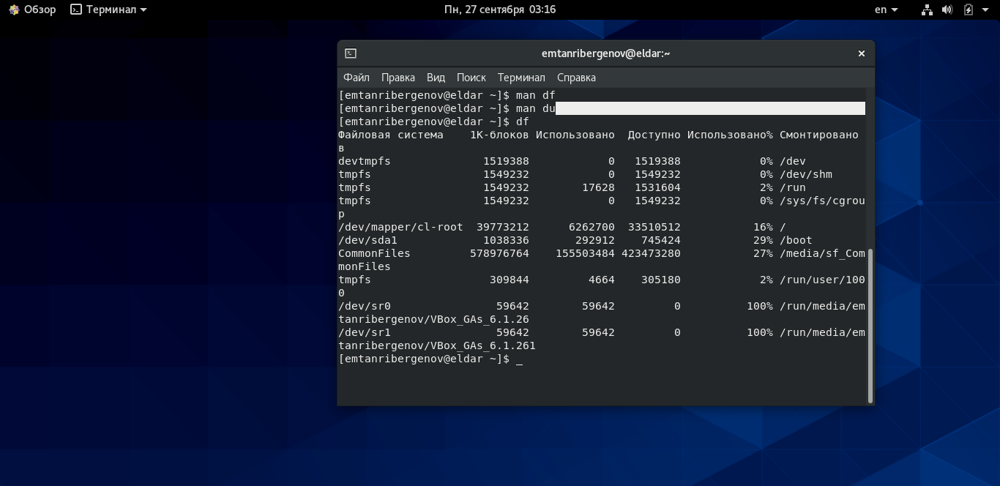 Обзор Терминал Пн, 27 сентября 03:16 en
emtanribergenov@eldar:~
Файл Правка Вид Поиск Терминал Справка
[emtanribergenov@eldar ~]$ man df
[emtanribergenov@eldar ~]$ man du
[emtanribergenov@eldar ~]$ df
Файловая система    1K-блоков Использовано  Доступно Использовано% Смонтировано
в
devtmpfs              1519388            0   1519388            0% /dev
tmpfs                 1549232            0   1549232            0% /dev/shm
tmpfs                 1549232        17628   1531604            2% /run
tmpfs                 1549232            0   1549232            0% /sys/fs/cgrou
p
/dev/mapper/cl-root  39773212      6262700  33510512           16% /
/dev/sda1             1038336       292912    745424           29% /boot
CommonFiles         578976764    155503484 423473280           27% /media/sf_Com
monFiles
tmpfs                  309844         4664    305180            2% /run/user/100
0
/dev/sr0                59642        59642         0          100% /run/media/em
tanribergenov/VBox_GAs_6.1.26
/dev/sr1                59642        59642         0          100% /run/media/em
tanribergenov/VBox_GAs_6.1.261
[emtanribergenov@eldar ~]$ _